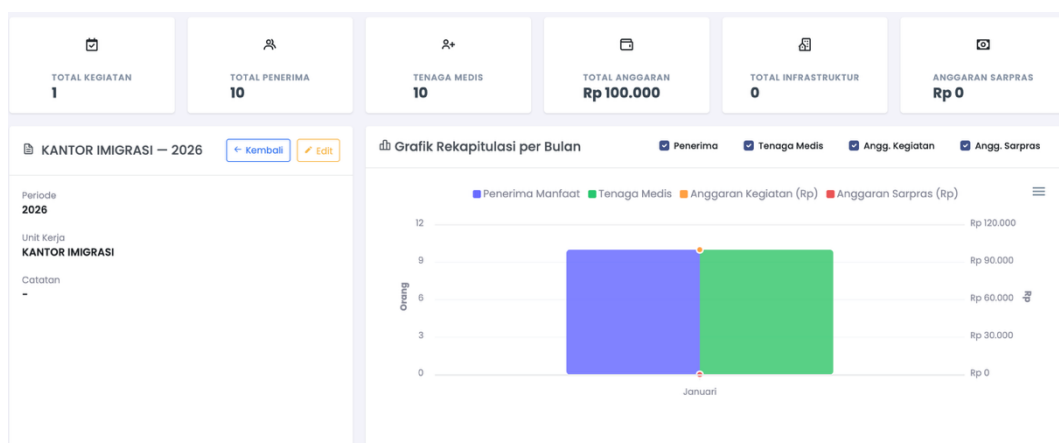 TOTAL KEGIATAN
1
TOTAL PENERIMA
10
TENAGA MEDIS
10
TOTAL ANGGARAN
Rp 100.000
TOTAL INFRASTRUKTUR
0
ANGGARAN SARPRAS
Rp 0
KANTOR IMIGRASI — 2026
← Kembali
Edit
Periode
2026
Unit Kerja
KANTOR IMIGRASI
Catatan
-
Grafik Rekapitulasi per Bulan
Penerima
Tenaga Medis
Angg. Kegiatan
Angg. Sarpras
Penerima Manfaat
Tenaga Medis
Anggaran Kegiatan (Rp)
Anggaran Sarpras (Rp)
12
9
6
3
0
Orang
Rp 120.000
Rp 90.000
Rp 60.000
Rp 30.000
Rp 0
Rp
Januari